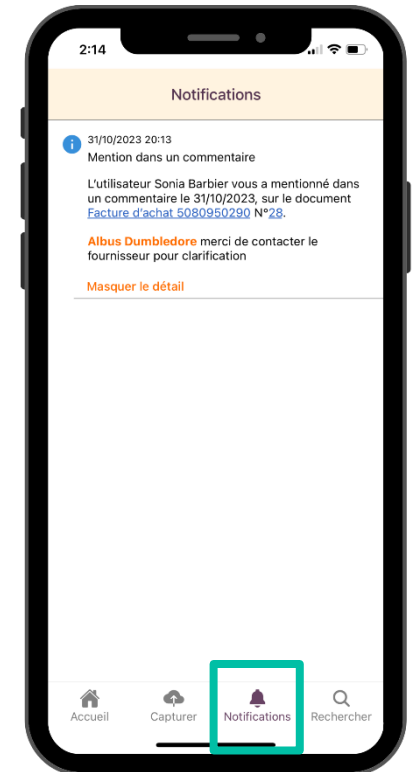 2:14
Notifications
31/10/2023 20:13
Mention dans un commentaire
L'utilisateur Sonia Barbier vous a mentionné dans
un commentaire le 31/10/2023, sur le document
Facture d'achat 5080950290 N°28.
Albus Dumbledore merci de contacter le
fournisseur pour clarification
Masquer le détail
Accueil
Capturer
Notifications
Rechercher